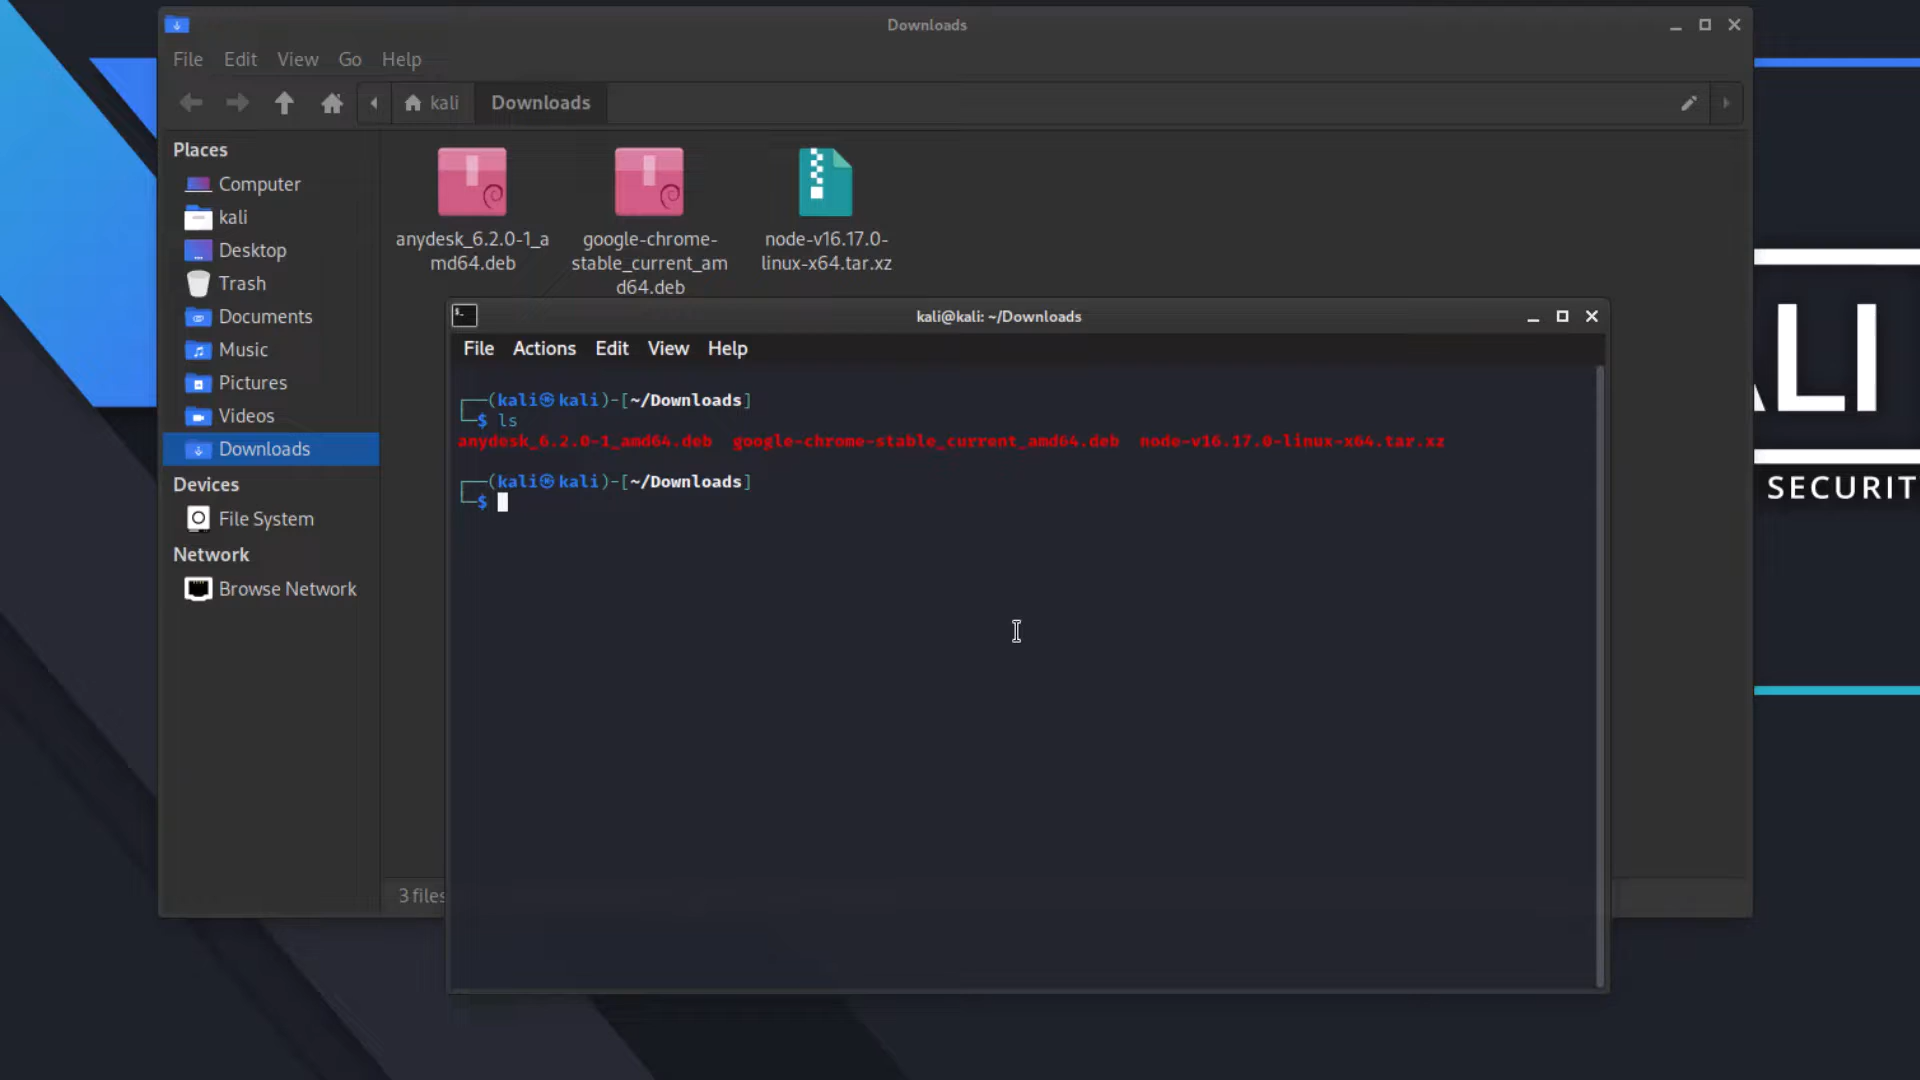 Downloads
File Edit View Go Help
kali Downloads
Places
Computer
kali
Desktop
Trash
Documents
Music
Pictures
Videos
Downloads
Devices
File System
Network
Browse Network
anydesk_6.2.0-1_a
md64.deb
google-chrome-
stable_current_am
d64.deb
node-v16.17.0-
linux-x64.tar.xz
3 files
kali@kali: ~/Downloads
File Actions Edit View Help
┌──(kali㉿kali)-[~/Downloads]
└─$ ls
anydesk_6.2.0-1_amd64.deb google-chrome-stable_current_amd64.deb node-v16.17.0-linux-x64.tar.xz
┌──(kali㉿kali)-[~/Downloads]
└─$
ALI
SECURIT